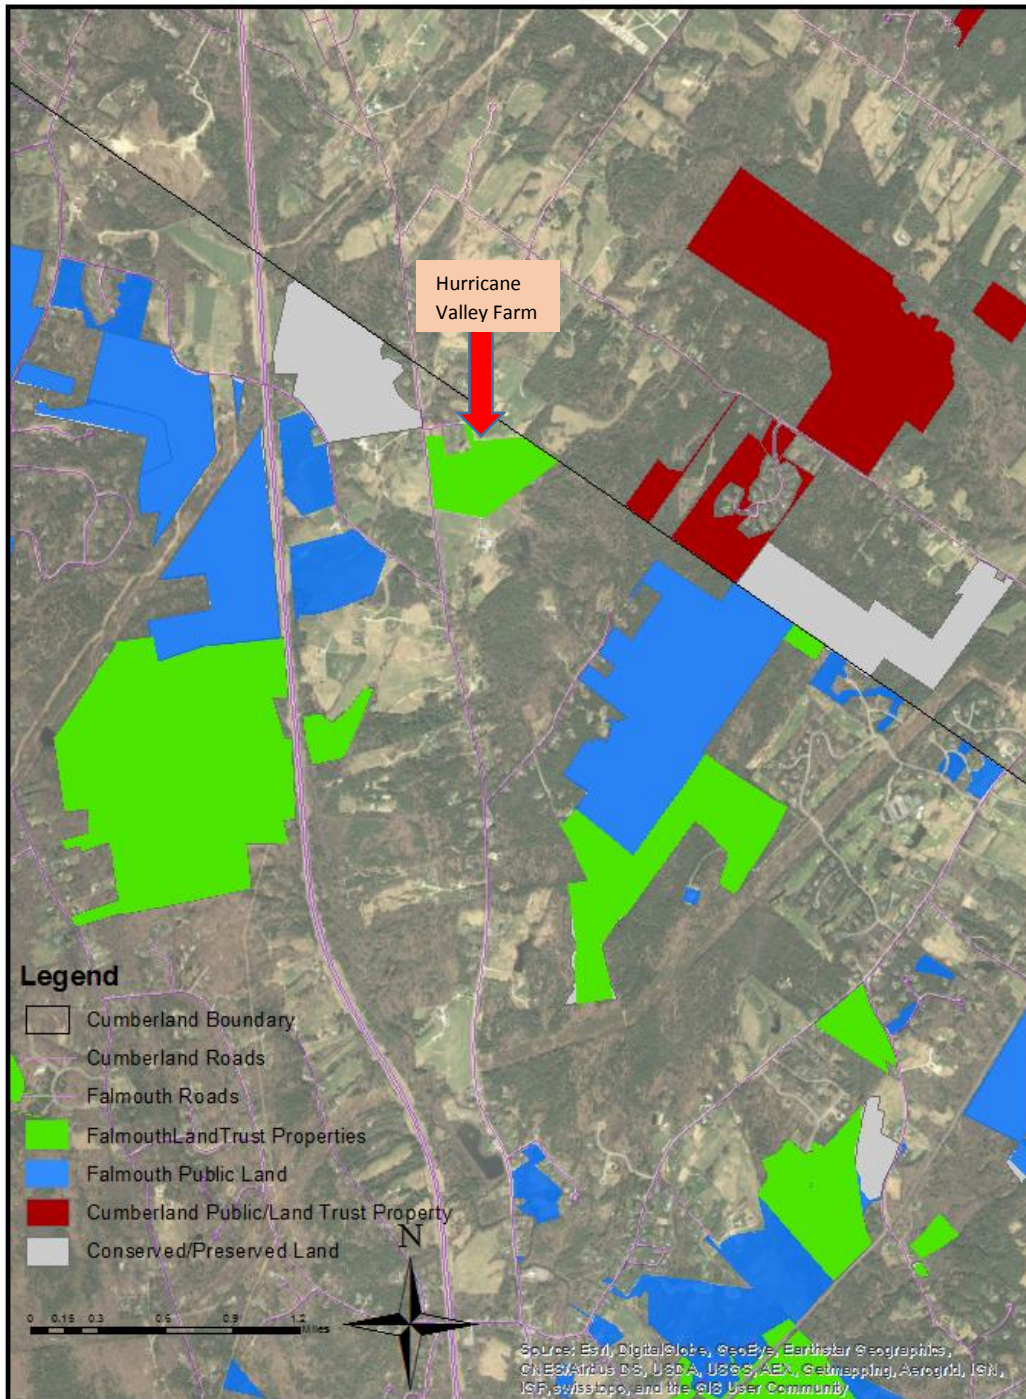 Hurricane
Valley Farm
Legend
Cumberland Boundary
Cumberland Roads
Falmouth Roads
FalmouthLandTrust Properties
Falmouth Public Land
Cumberland Public/Land Trust Property
Conserved/Preserved Land
N
0 0.15 0.3 0.6 0.9 1.2
Miles
Source: Esri, DigitalGlobe, GeoEye, Earthstar Geographics,
CNES/Airbus DS, USDA, USGS, AEX, Getmapping, Aerogrid, IGN,
IGP, swisstopo, and the GIS User Community